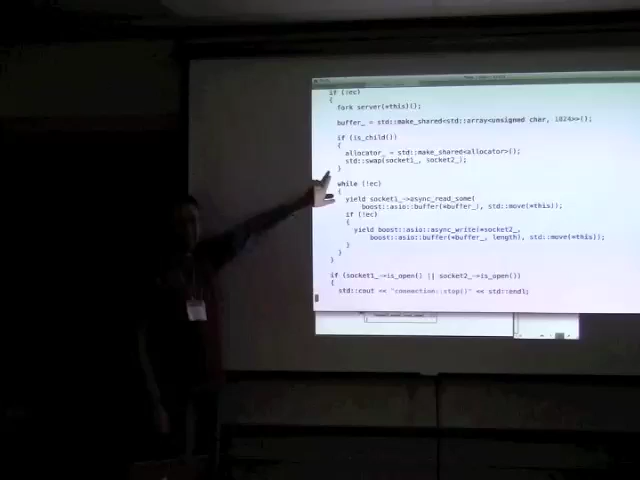 if (!ec)
{
fork server(*this)();
buffer_ = std::make_shared<std::array<unsigned char, 1024>>();
if (is_child())
{
allocator_ = std::make_shared<allocator>();
std::swap(socket1_, socket2_);
}
while (!ec)
{
yield socket1_->async_read_some(
boost::asio::buffer(*buffer_), std::move(*this));
if (!ec)
{
yield boost::asio::async_write(*socket2_,
boost::asio::buffer(*buffer_, length), std::move(*this));
}
}
}
if (socket1_->is_open() || socket2_->is_open())
{
std::cout << "connection::stop()" << std::endl;